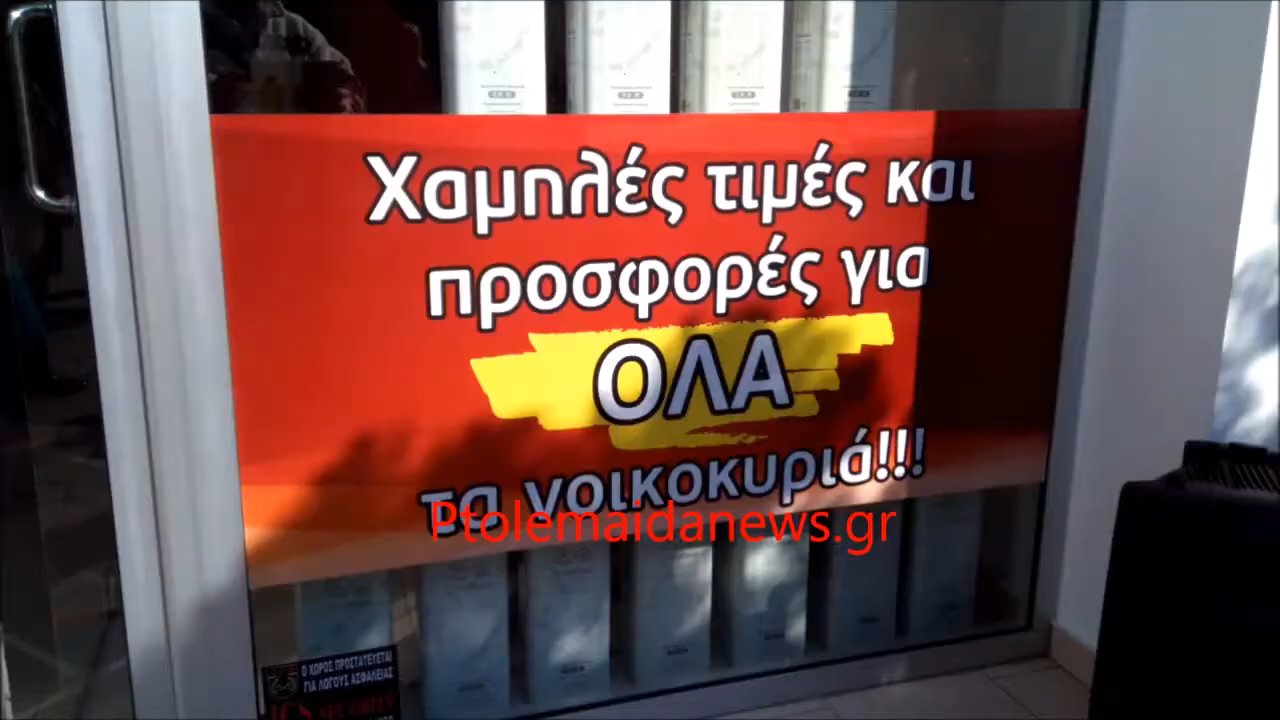 Χαμηλές τιμές και
προσφορές για
ΟΛΑ
τα νοικοκυριά!!!
Ptolemaidanews.gr
Ο ΧΩΡΟΣ ΠΡΟΣΤΑΤΕΥΕΤΑΙ
ΓΙΑ ΛΟΓΟΥΣ ΑΣΦΑΛΕΙΑΣ